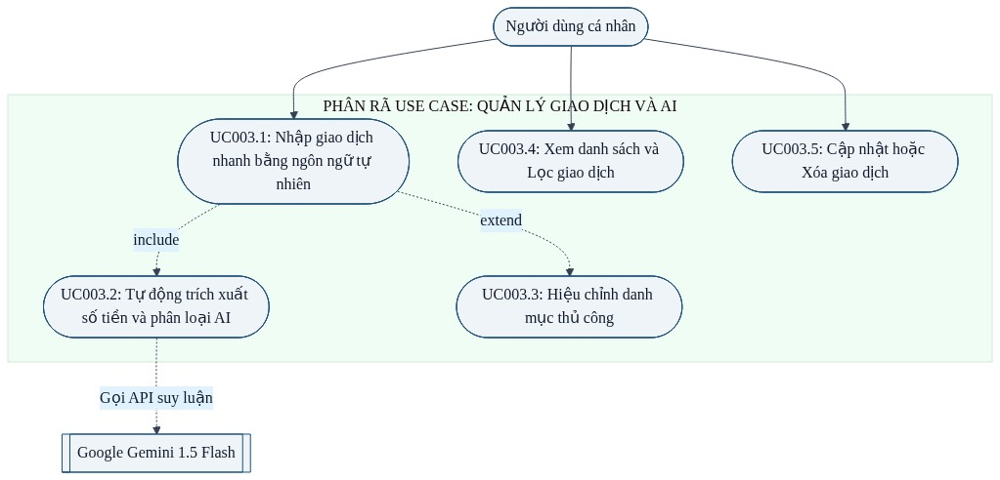 Người dùng cá nhân
PHÂN RÃ USE CASE: QUẢN LÝ GIAO DỊCH VÀ AI
UC003.1: Nhập giao dịch
nhanh bằng ngôn ngữ tự
nhiên
UC003.4: Xem danh sách và
Lọc giao dịch
UC003.5: Cập nhật hoặc
Xóa giao dịch
include
extend
UC003.2: Tự động trích xuất
số tiền và phân loại AI
UC003.3: Hiệu chỉnh danh
mục thủ công
Gọi API suy luận
Google Gemini 1.5 Flash